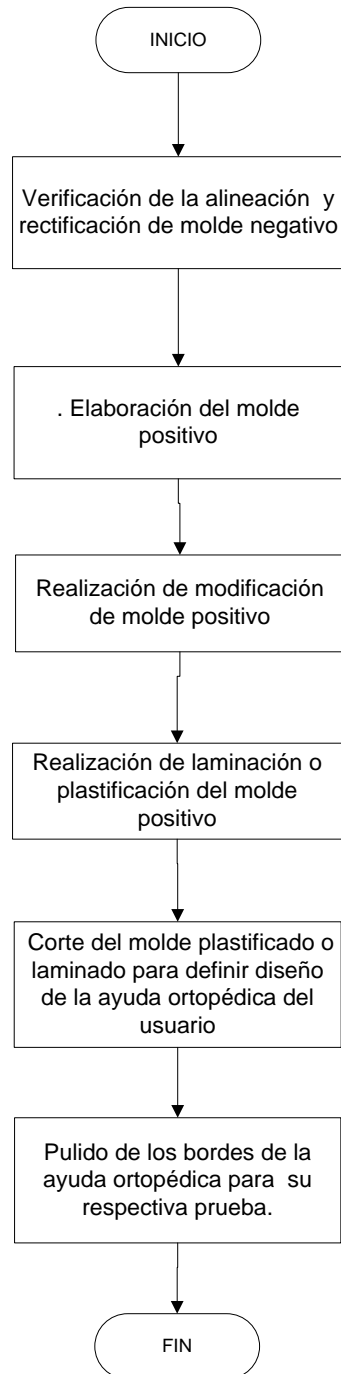 INICIO
Verificación de la alineación  y
rectificación de molde negativo
. Elaboración del molde
positivo
Realización de modificación
de molde positivo
Realización de laminación o
plastificación del molde
positivo
Corte del molde plastificado o
laminado para definir diseño
de la ayuda ortopédica del
usuario
Pulido de los bordes de la
ayuda ortopédica para  su
respectiva prueba.
FIN